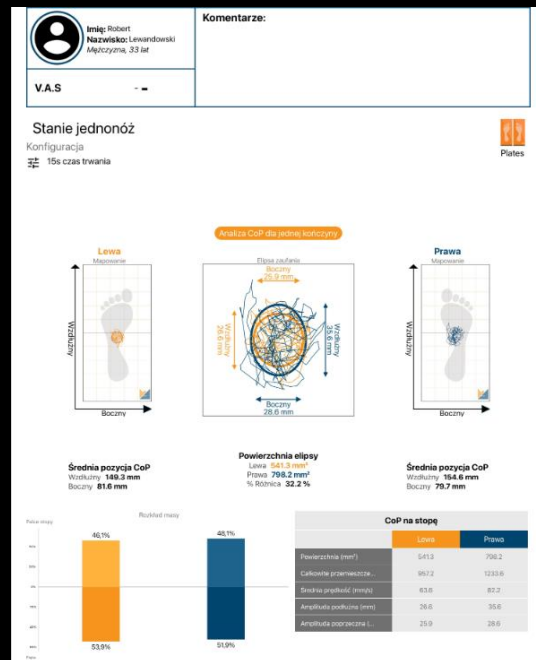 Imię: Robert
Nazwisko: Lewandowski
Mężczyzna, 33 lat
Komentarze:
V.A.S
Stanie jednonóż
Konfiguracja
15s czas trwania
Plates
Analiza CoP dla jednej kończyny
Lewa
Mapowanie
Wzdłużny
Boczny
Elipsa zaufania
Boczny
25.9 mm
Wzdłużny
26.6 mm
Wzdłużny
35.6 mm
Boczny
28.6 mm
Prawa
Mapowanie
Wzdłużny
Boczny
Średnia pozycja CoP
Wzdłużny 149.3 mm
Boczny 81.6 mm
Powierzchnia elipsy
Lewa 541.3 mm²
Prawa 798.2 mm²
% Różnica 32.2 %
Średnia pozycja CoP
Wzdłużny 154.6 mm
Boczny 79.7 mm
Rozkład masy
46,1%
48,1%
53,9%
51,9%
CoP na stopę
Lewa Prawa
Powierzchnia (mm²) 541.3 798.2
Całkowite przemieszcze... 957.2 1233.6
Średnia prędkość (mm/s) 63.8 82.2
Amplituda podłużna (mm) 26.6 35.6
Amplituda poprzeczna (... 25.9 28.6